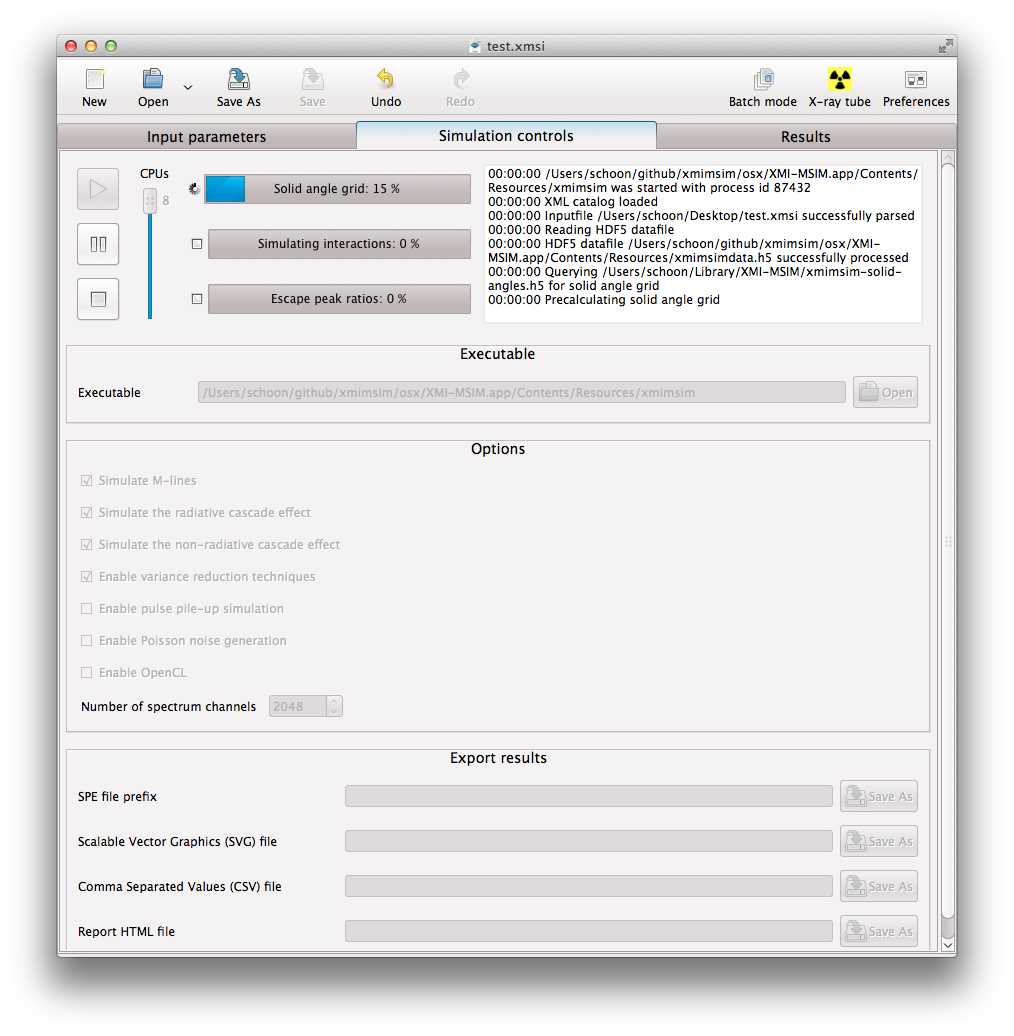 test.xmsi
New
Open
Save As
Save
Undo
Redo
Batch mode
X-ray tube
Preferences
Input parameters
Simulation controls
Results
CPUs
8
Solid angle grid: 15 %
Simulating interactions: 0 %
Escape peak ratios: 0 %
00:00:00 /Users/schoon/github/xmimsim/osx/XMI-MSIM.app/Contents/
Resources/xmimsim was started with process id 87432
00:00:00 XML catalog loaded
00:00:00 Inputfile /Users/schoon/Desktop/test.xmsi successfully parsed
00:00:00 Reading HDF5 datafile
00:00:00 HDF5 datafile /Users/schoon/github/xmimsim/osx/XMI-
MSIM.app/Contents/Resources/xmimsimdata.h5 successfully processed
00:00:00 Querying /Users/schoon/Library/XMI-MSIM/xmimsim-solid-
angles.h5 for solid angle grid
00:00:00 Precalculating solid angle grid
Executable
Executable
/Users/schoon/github/xmimsim/osx/XMI-MSIM.app/Contents/Resources/xmimsim
Open
Options
Simulate M-lines
Simulate the radiative cascade effect
Simulate the non-radiative cascade effect
Enable variance reduction techniques
Enable pulse pile-up simulation
Enable Poisson noise generation
Enable OpenCL
Number of spectrum channels
2048
Export results
SPE file prefix
Save As
Scalable Vector Graphics (SVG) file
Save As
Comma Separated Values (CSV) file
Save As
Report HTML file
Save As